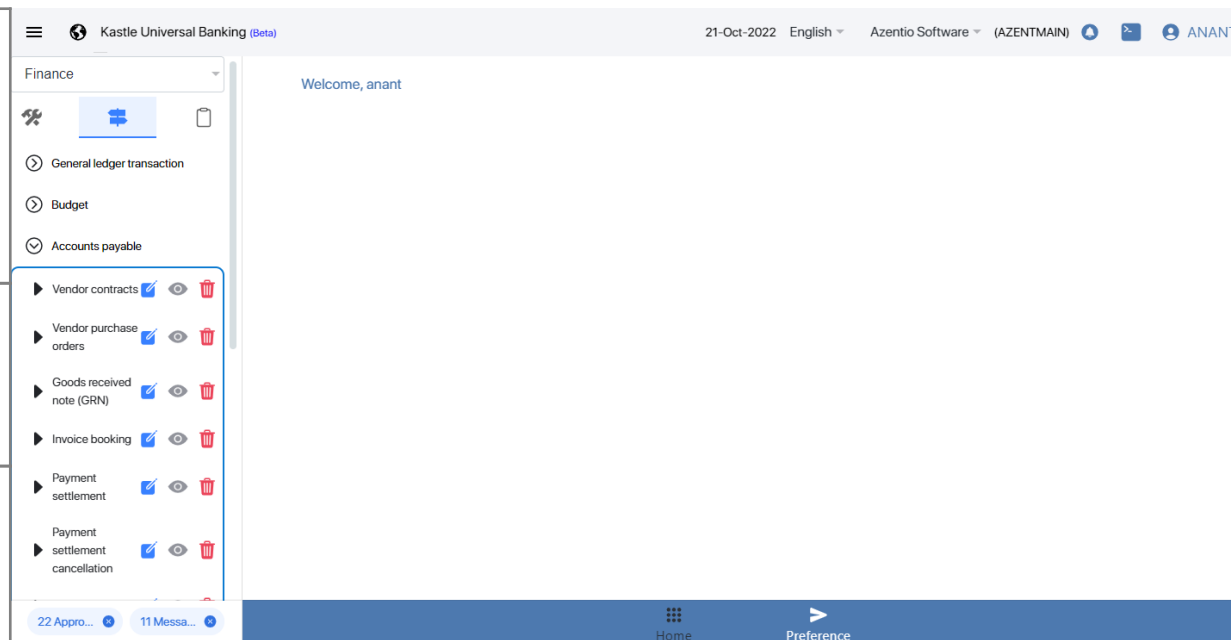 Kastle Universal Banking (Beta)
21-Oct-2022 English Azentio Software (AZENTMAIN) ANANT
Finance
Welcome, anant
General ledger transaction
Budget
Accounts payable
Vendor contracts
Vendor purchase
orders
Goods received
note (GRN)
Invoice booking
Payment
settlement
Payment
settlement
cancellation
22 Appro... 11 Messa...
Home
Preference